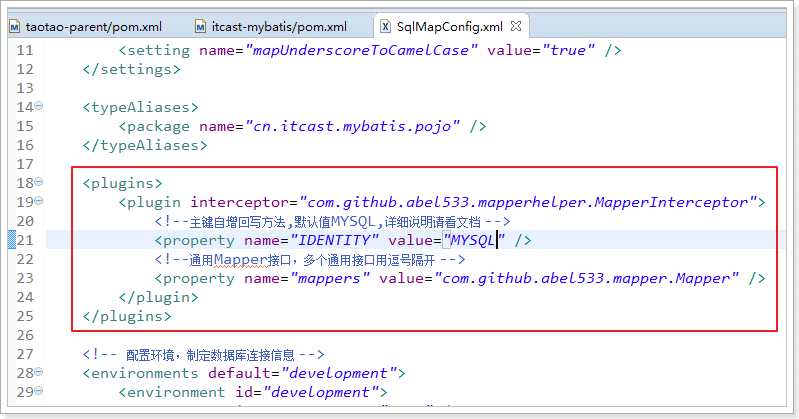 taotao-parent/pom.xml itcast-mybatis/pom.xml SqlMapConfig.xml
11 <setting name="mapUnderscoreToCamelCase" value="true" />
12 </settings>
13
14 <typeAliases>
15 <package name="cn.itcast.mybatis.pojo" />
16 </typeAliases>
17
18 <plugins>
19 <plugin interceptor="com.github.abel533.mapperhelper.MapperInterceptor">
20 <!--主键自增回写方法,默认值MYSQL,详细说明请看文档 -->
21 <property name="IDENTITY" value="MYSQL" />
22 <!--通用Mapper接口，多个通用接口用逗号隔开 -->
23 <property name="mappers" value="com.github.abel533.mapper.Mapper" />
24 </plugin>
25 </plugins>
26
27 <!-- 配置环境，制定数据库连接信息 -->
28 <environments default="development">
29 <environment id="development">